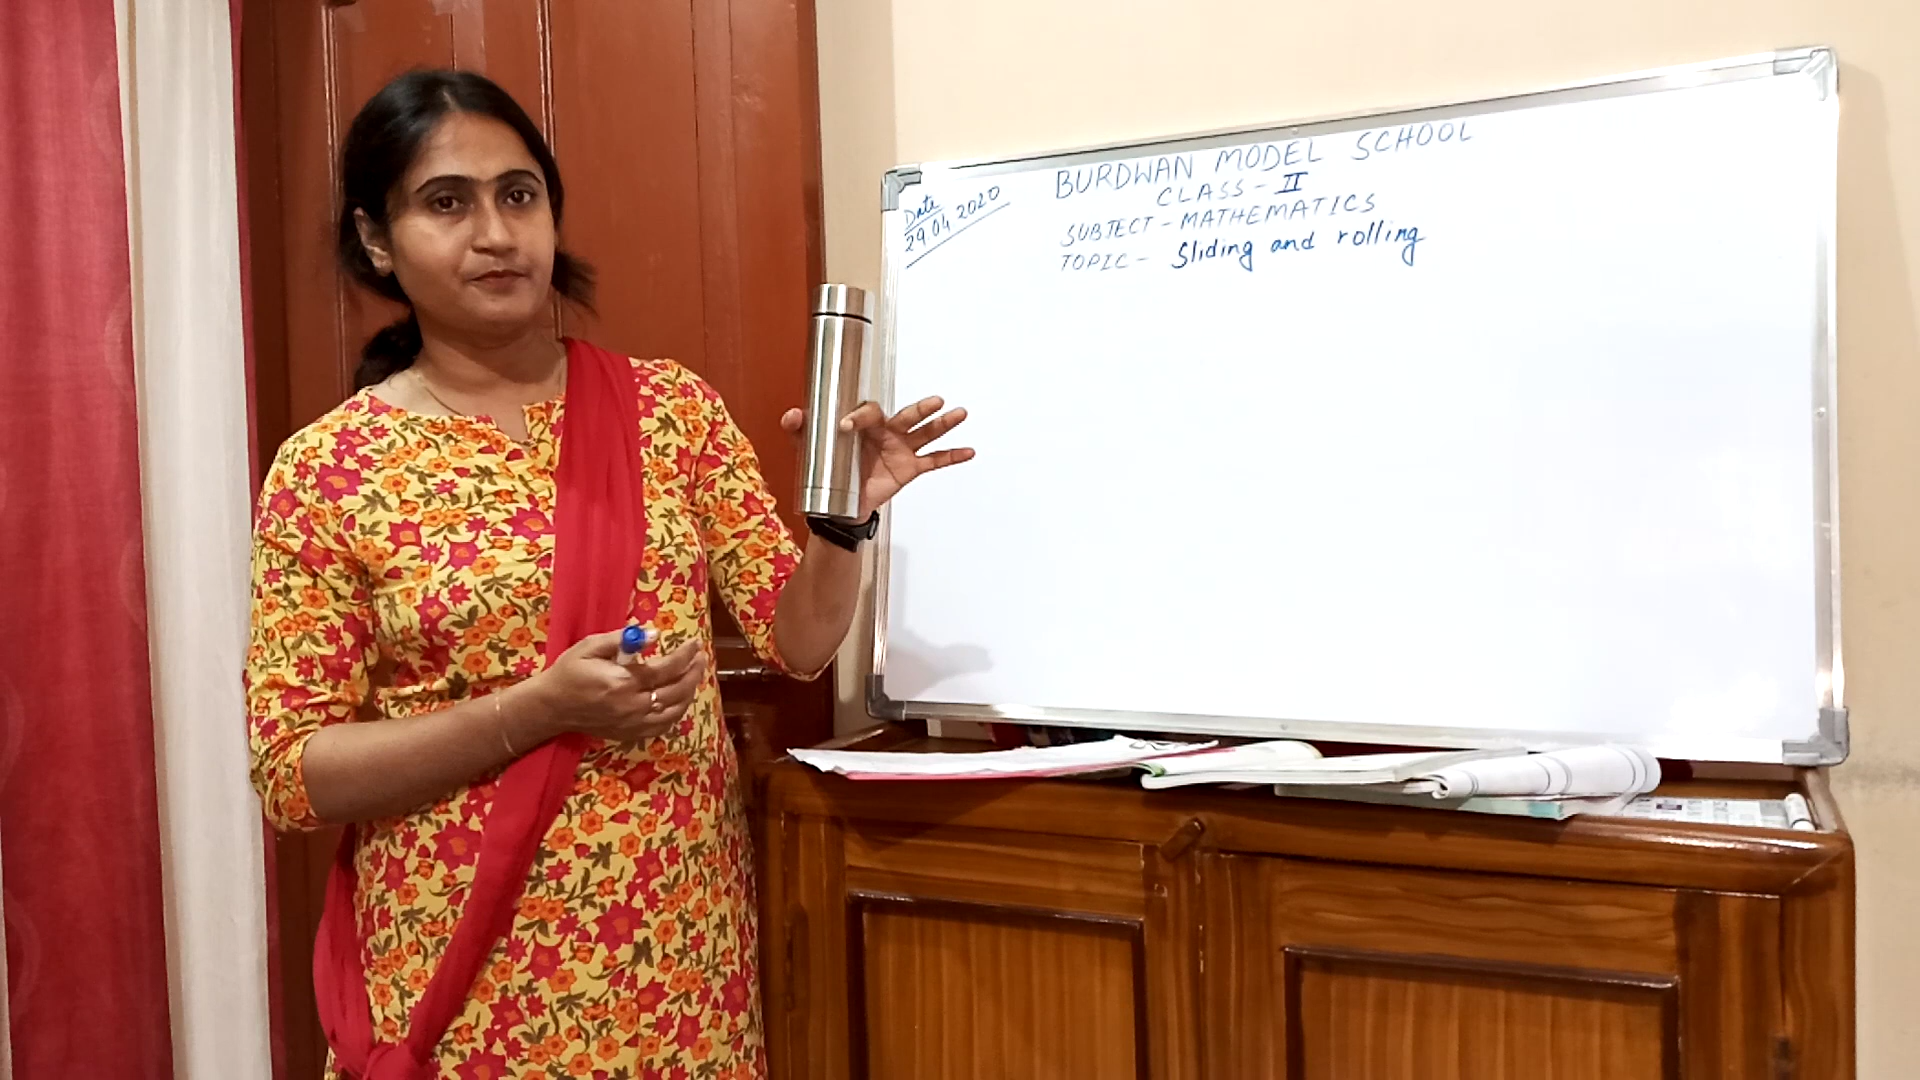 BURDWAN MODEL SCHOOL
CLASS - II
Date
29.04.2020
SUBJECT - MATHEMATICS
TOPIC - Sliding and rolling